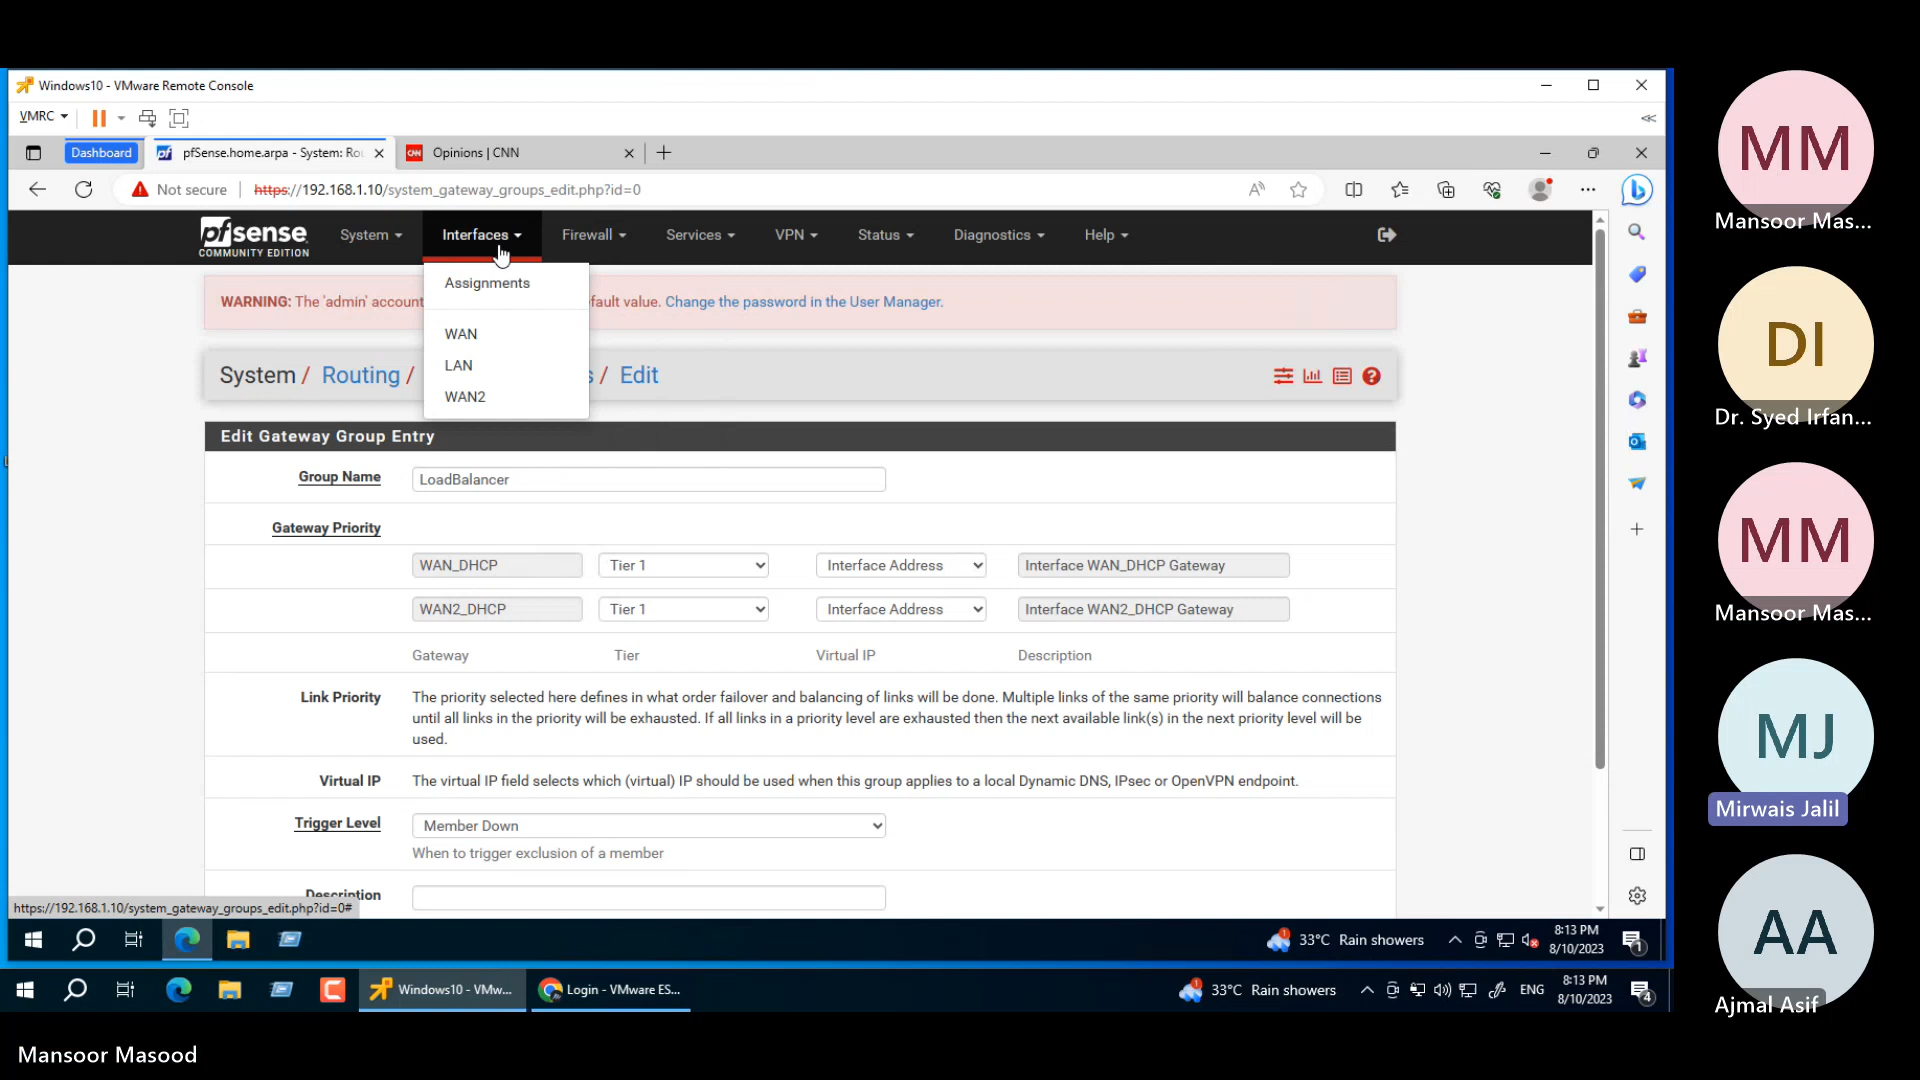 Windows10 - VMware Remote Console
VMRC
Dashboard
pfSense.home.arpa - System: Rou
Opinions | CNN
Not secure
https://192.168.1.10/system_gateway_groups_edit.php?id=0
pfsense
COMMUNITY EDITION
System
Interfaces
Firewall
Services
VPN
Status
Diagnostics
Help
Assignments
WAN
LAN
WAN2
WARNING: The 'admin' account
fault value. Change the password in the User Manager.
System / Routing /
s / Edit
Edit Gateway Group Entry
Group Name
LoadBalancer
Gateway Priority
WAN_DHCP
Tier 1
Interface Address
Interface WAN_DHCP Gateway
WAN2_DHCP
Tier 1
Interface Address
Interface WAN2_DHCP Gateway
Gateway
Tier
Virtual IP
Description
Link Priority
The priority selected here defines in what order failover and balancing of links will be done. Multiple links of the same priority will balance connections
until all links in the priority will be exhausted. If all links in a priority level are exhausted then the next available link(s) in the next priority level will be
used.
Virtual IP
The virtual IP field selects which (virtual) IP should be used when this group applies to a local Dynamic DNS, IPsec or OpenVPN endpoint.
Trigger Level
Member Down
When to trigger exclusion of a member
Description
https://192.168.1.10/system_gateway_groups_edit.php?id=0#
33°C Rain showers
8:13 PM
8/10/2023
1
Windows10 - VMw...
Login - VMware ES...
33°C Rain showers
ENG
8:13 PM
8/10/2023
4
Mansoor Masood
MM
Mansoor Mas...
DI
Dr. Syed Irfan...
MM
Mansoor Mas...
MJ
Mirwais Jalil
AA
Ajmal Asif